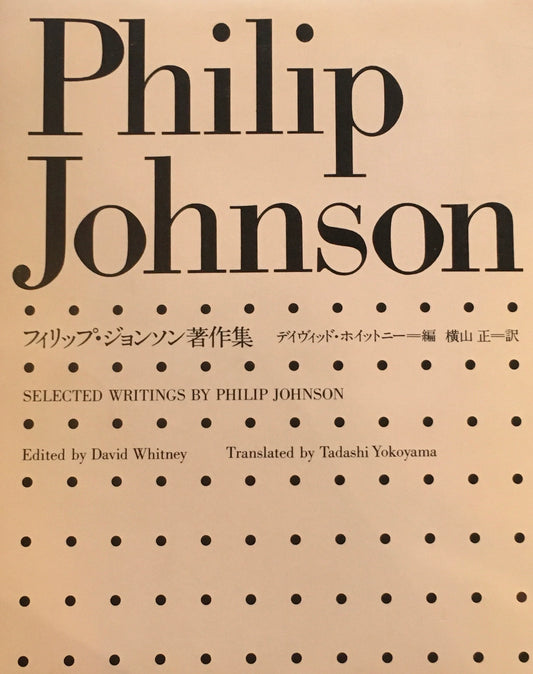 Philip
Johnson
フィリップ・ジョンソン著作集 デイヴィッド・ホイットニー=編 横山 正=訳
SELECTED WRITINGS BY PHILIP JOHNSON
Edited by David Whitney Translated by Tadashi Yokoyama